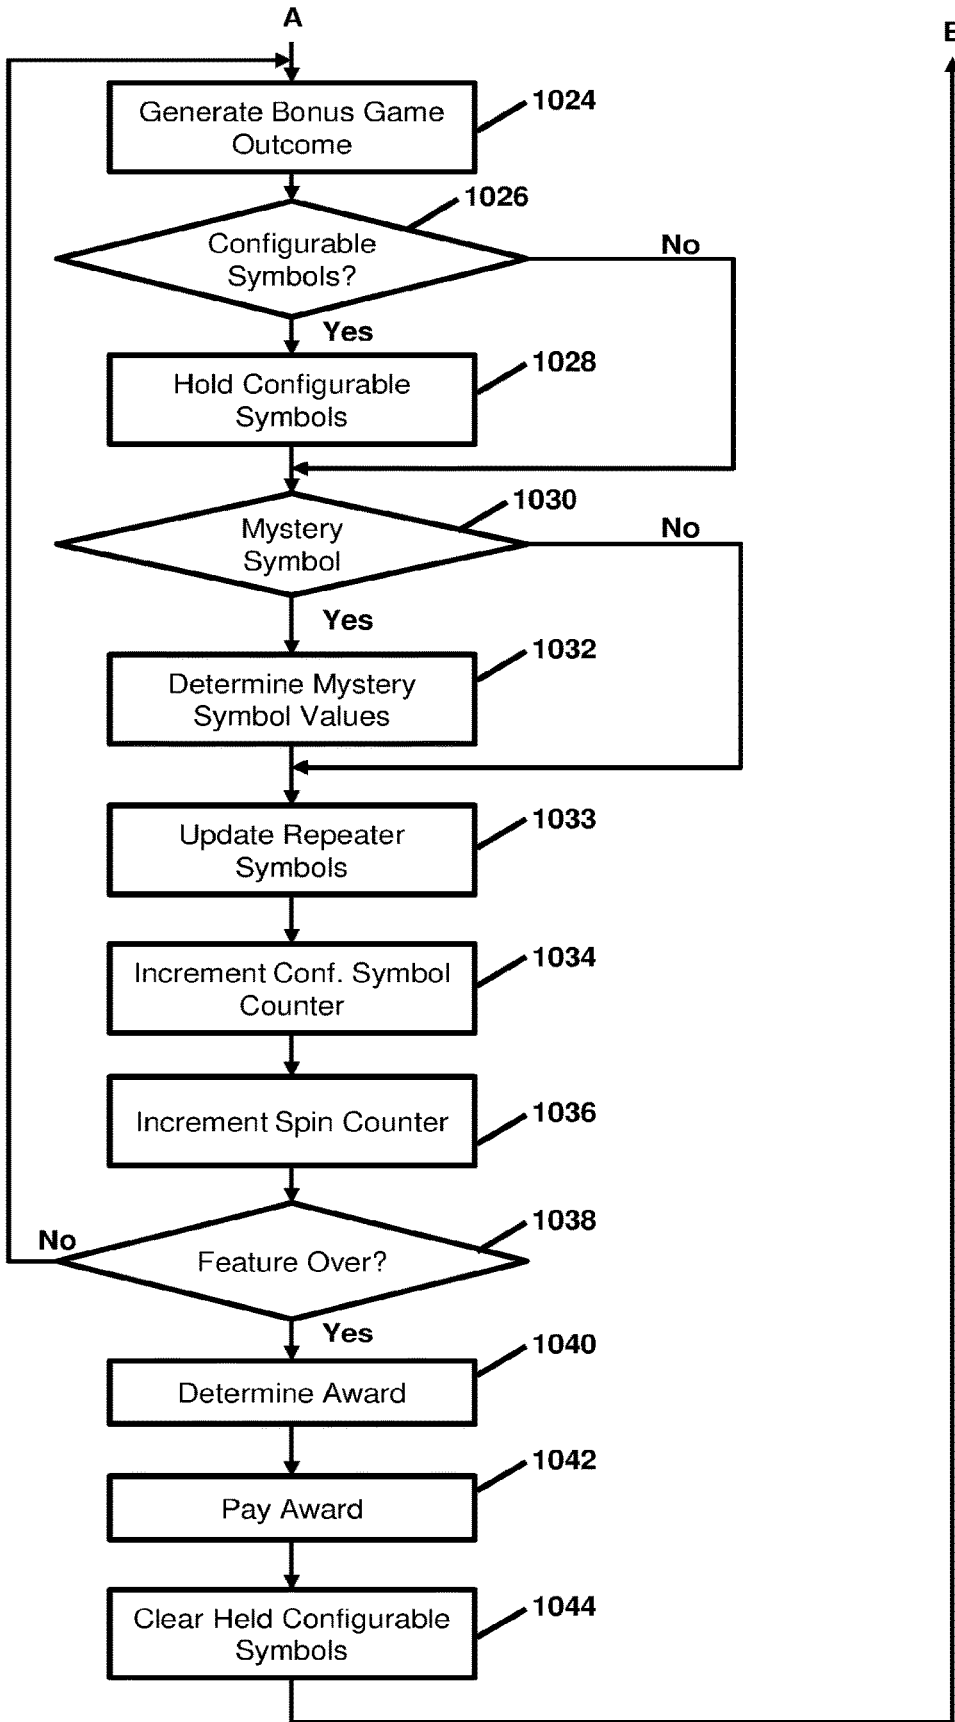 A
Generate Bonus Game
Outcome
1024
1026
Configurable
Symbols?
No
Yes
Hold Configurable
Symbols
1028
1030
Mystery
Symbol
No
Yes
1032
Determine Mystery
Symbol Values
1033
Update Repeater
Symbols
1034
Increment Conf. Symbol
Counter
1036
Increment Spin Counter
1038
No
Feature Over?
Yes
1040
Determine Award
1042
Pay Award
1044
Clear Held Configurable
Symbols